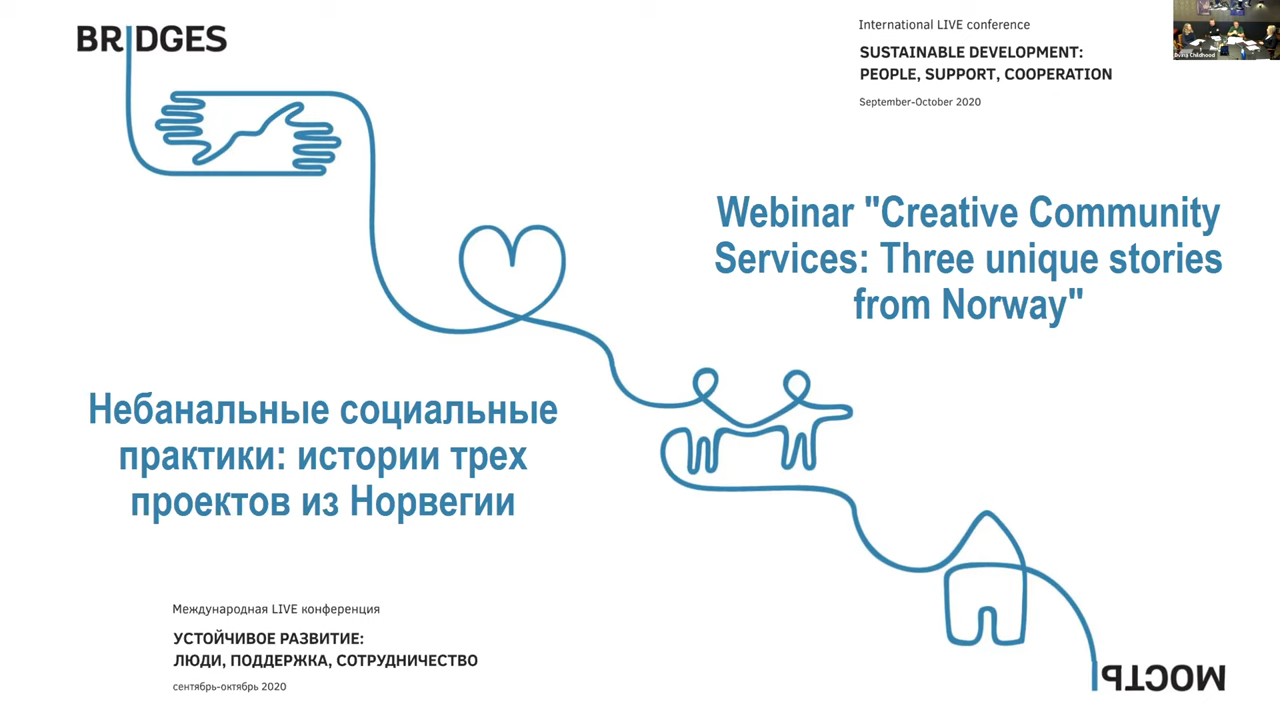 BRIDGES
International LIVE conference
SUSTAINABLE DEVELOPMENT:
PEOPLE, SUPPORT, COOPERATION
September-October 2020
Webinar "Creative Community
Services: Three unique stories
from Norway"
Небанальные социальные
практики: истории трех
проектов из Норвегии
Международная LIVE конференция
УСТОЙЧИВОЕ РАЗВИТИЕ:
ЛЮДИ, ПОДДЕРЖКА, СОТРУДНИЧЕСТВО
сентябрь-октябрь 2020
МОСТЫ